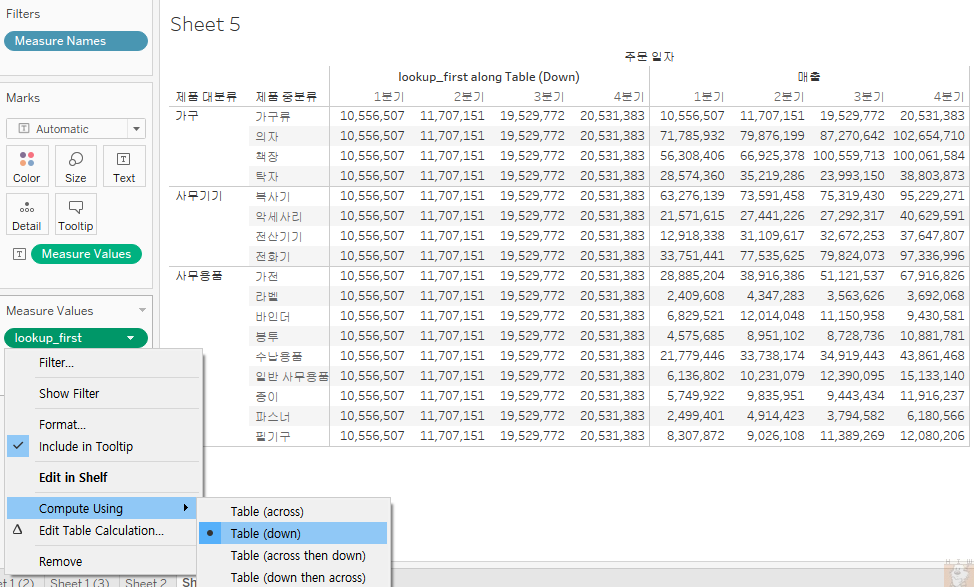 Filters
Measure Names
Marks
Automatic
Color
Size
Text
Detail
Tooltip
Measure Values
Measure Values
lookup_first
Filter...
Show Filter
Format...
Include in Tooltip
Edit in Shelf
Compute Using
Edit Table Calculation...
Remove
Table (across)
Table (down)
Table (across then down)
Table (down then across)
Sheet 5
주문 일자
lookup_first along Table (Down) 매출
제품 대분류 제품 중분류 1분기 2분기 3분기 4분기 1분기 2분기 3분기 4분기
가구 가구류 10,556,507 11,707,151 19,529,772 20,531,383 10,556,507 11,707,151 19,529,772 20,531,383
의자 10,556,507 11,707,151 19,529,772 20,531,383 71,785,932 79,876,199 87,270,642 102,654,710
책장 10,556,507 11,707,151 19,529,772 20,531,383 56,308,406 66,925,378 100,559,713 100,061,584
탁자 10,556,507 11,707,151 19,529,772 20,531,383 28,574,360 35,219,286 23,993,150 38,803,873
사무기기 복사기 10,556,507 11,707,151 19,529,772 20,531,383 63,276,139 73,591,458 75,319,430 95,229,271
악세사리 10,556,507 11,707,151 19,529,772 20,531,383 21,571,615 27,441,226 27,292,317 40,629,591
전산기기 10,556,507 11,707,151 19,529,772 20,531,383 12,918,338 31,109,617 32,672,253 37,647,807
전화기 10,556,507 11,707,151 19,529,772 20,531,383 33,751,441 77,535,625 79,824,073 97,336,996
사무용품 가전 10,556,507 11,707,151 19,529,772 20,531,383 28,885,204 38,916,386 51,121,537 67,916,826
라벨 10,556,507 11,707,151 19,529,772 20,531,383 2,409,608 4,347,283 3,563,626 3,692,068
바인더 10,556,507 11,707,151 19,529,772 20,531,383 6,829,521 12,014,048 11,150,958 9,430,581
봉투 10,556,507 11,707,151 19,529,772 20,531,383 4,575,685 8,951,102 8,728,736 10,881,781
수납용품 10,556,507 11,707,151 19,529,772 20,531,383 21,779,446 33,738,174 34,919,443 43,861,468
일반 사무용품 10,556,507 11,707,151 19,529,772 20,531,383 6,136,802 10,231,079 12,390,095 15,133,140
종이 10,556,507 11,707,151 19,529,772 20,531,383 5,749,922 9,835,951 9,443,434 11,916,237
파스너 10,556,507 11,707,151 19,529,772 20,531,383 2,499,401 4,914,423 3,794,582 6,180,566
필기구 10,556,507 11,707,151 19,529,772 20,531,383 8,307,872 9,026,108 11,389,269 12,080,206
Sheet 1 (3) Sheet 2